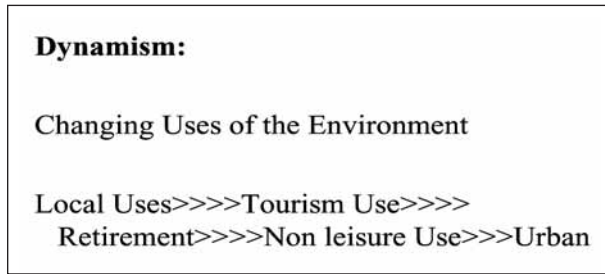 Dynamism:
Changing Uses of the Environment
Local Uses>>>>Tourism Use>>>>
Retirement>>>>Non leisure Use>>>Urban